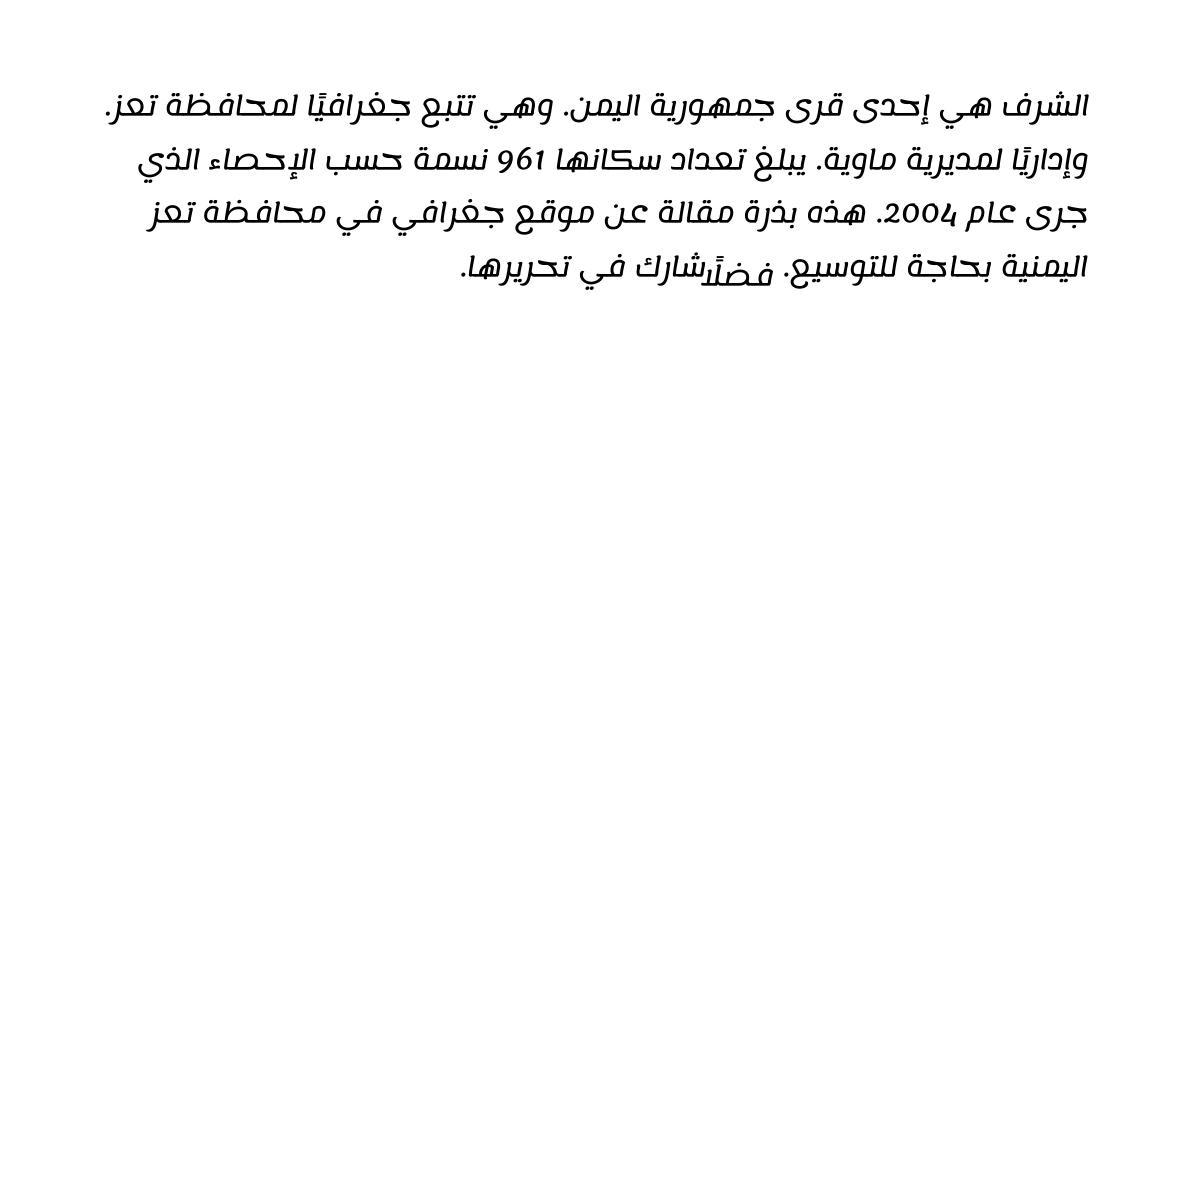 الشرف هي إحدى قرى جمهورية اليمن. وهي تتبع جغرافيًا لمحافظة تعز.
وإداريًا لمديرية ماوية. يبلغ تعداد سكانها 961 نسمة حسب الإحصاء الذي
جرى عام 2004. هذه بذرة مقالة عن موقع جغرافي في محافظة تعز
اليمنية بحاجة للتوسيع. فضلًا شارك في تحريرها.